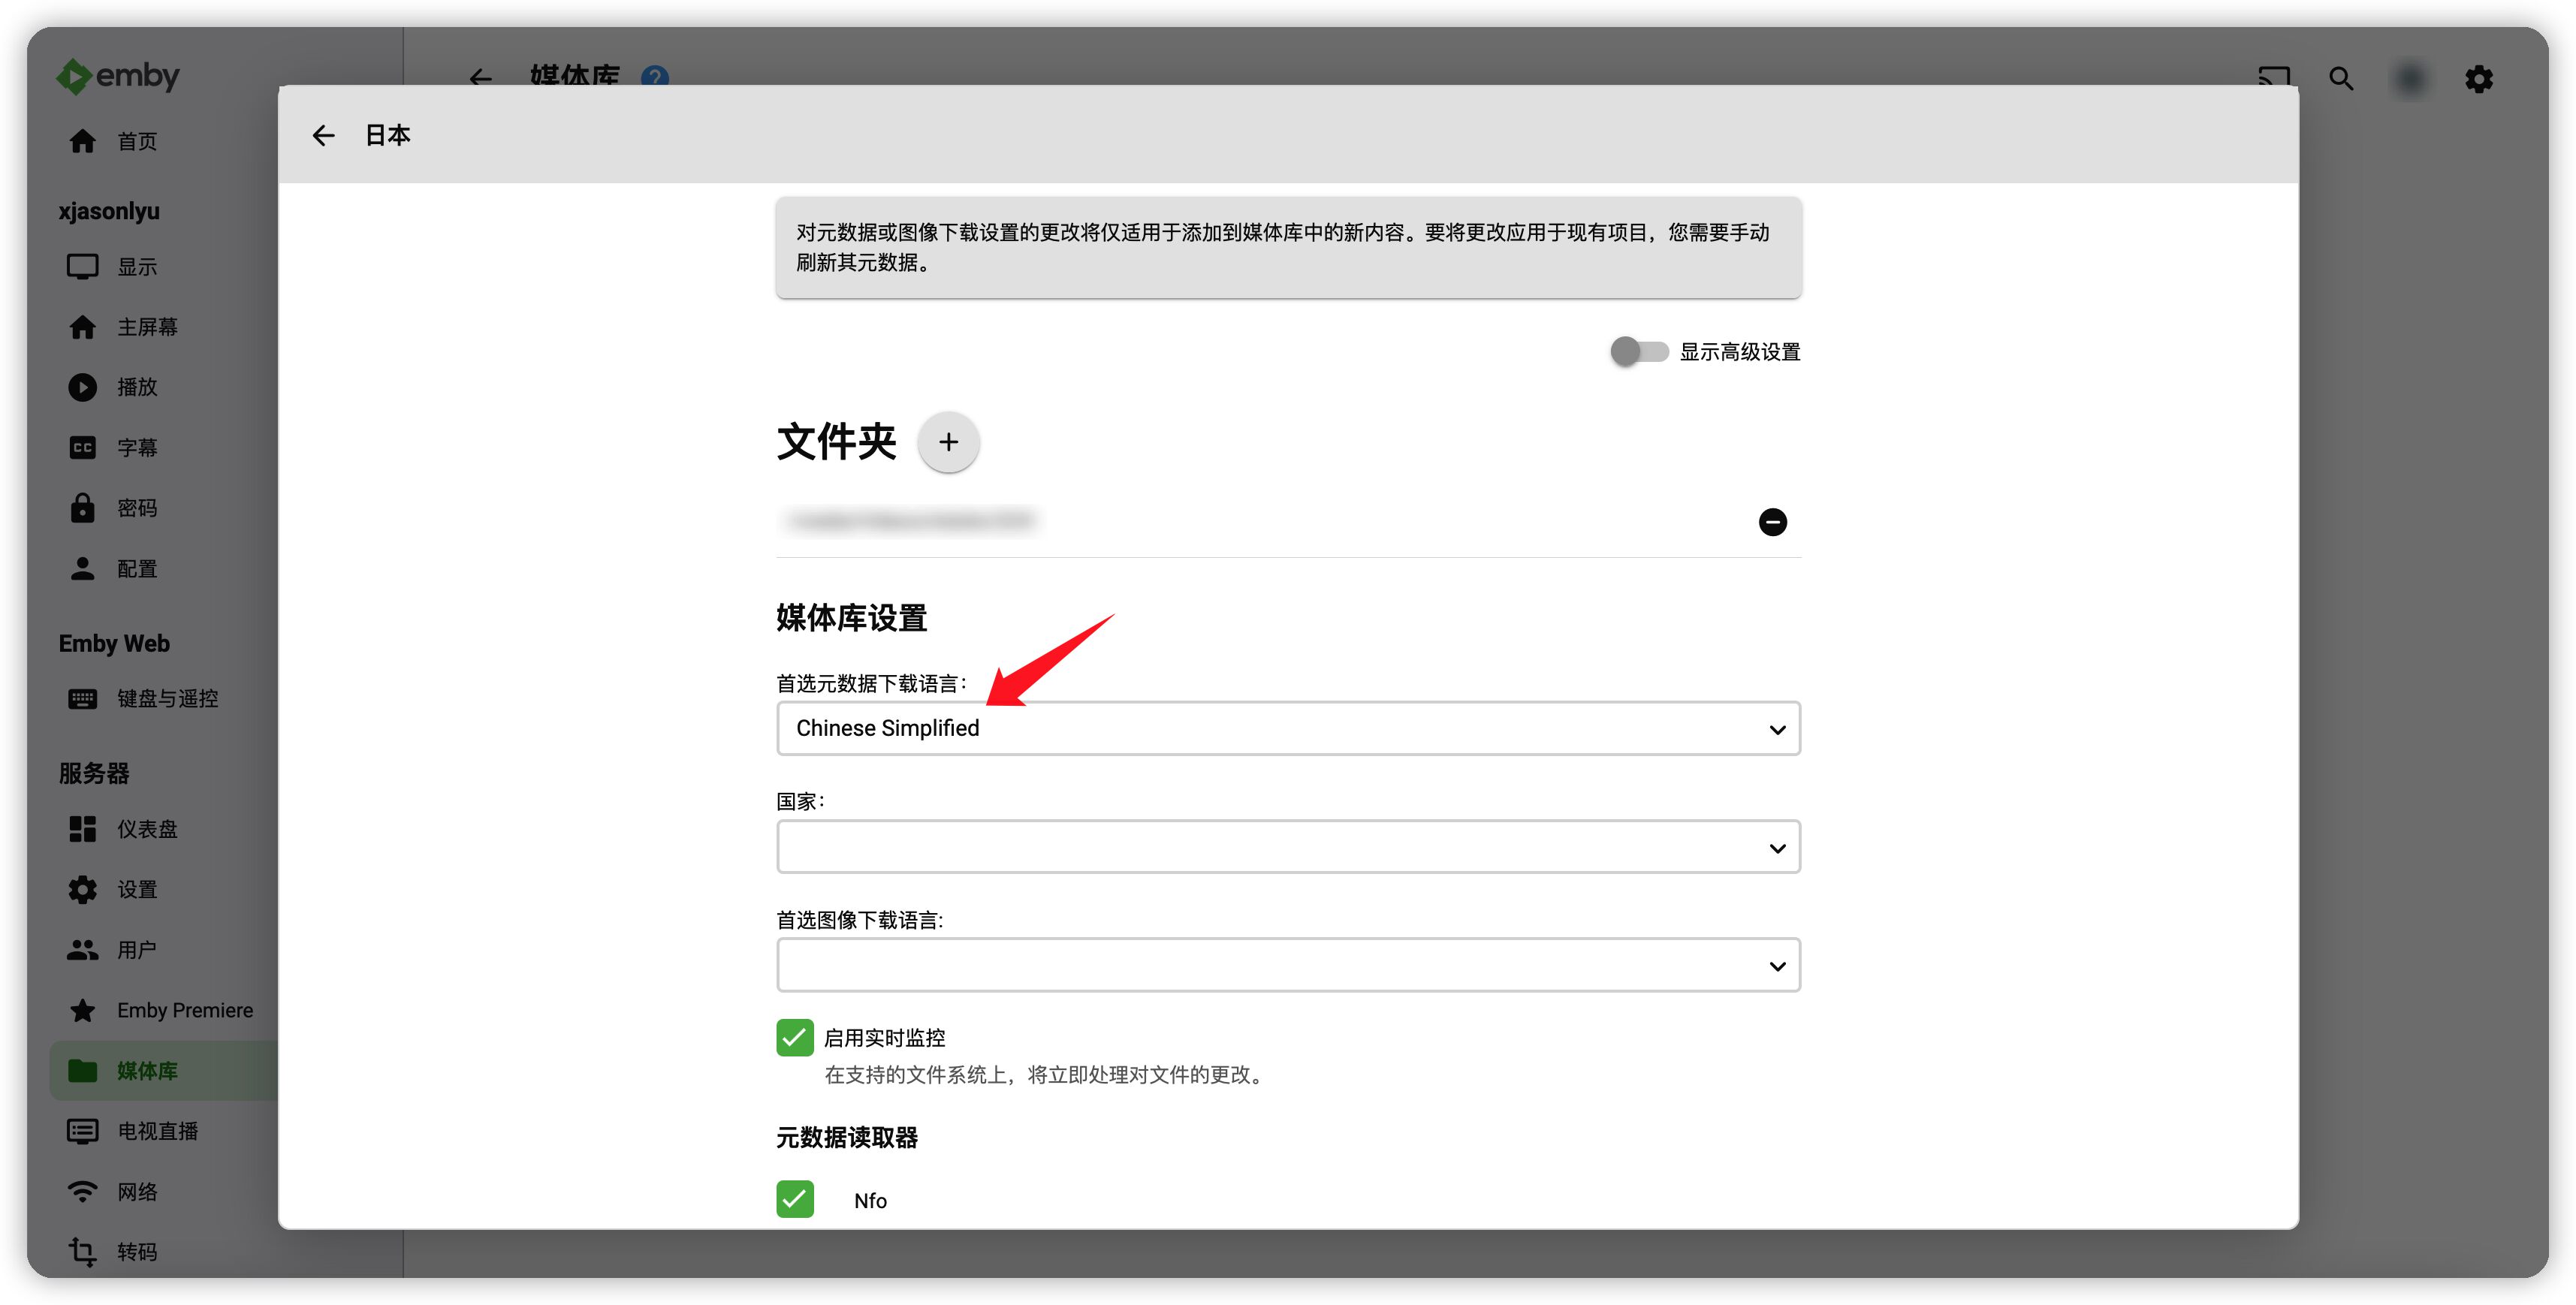 emby
媒体库 ?
首页
xjasonlyu
显示
主屏幕
播放
CC 字幕
密码
配置
Emby Web
键盘与遥控
服务器
仪表盘
设置
用户
Emby Premiere
媒体库
电视直播
网络
转码
日本
对元数据或图像下载设置的更改将仅适用于添加到媒体库中的新内容。要将更改应用于现有项目，您需要手动
刷新其元数据。
显示高级设置
文件夹 +
媒体库设置
首选元数据下载语言：
Chinese Simplified
国家：
首选图像下载语言:
启用实时监控
在支持的文件系统上，将立即处理对文件的更改。
元数据读取器
Nfo